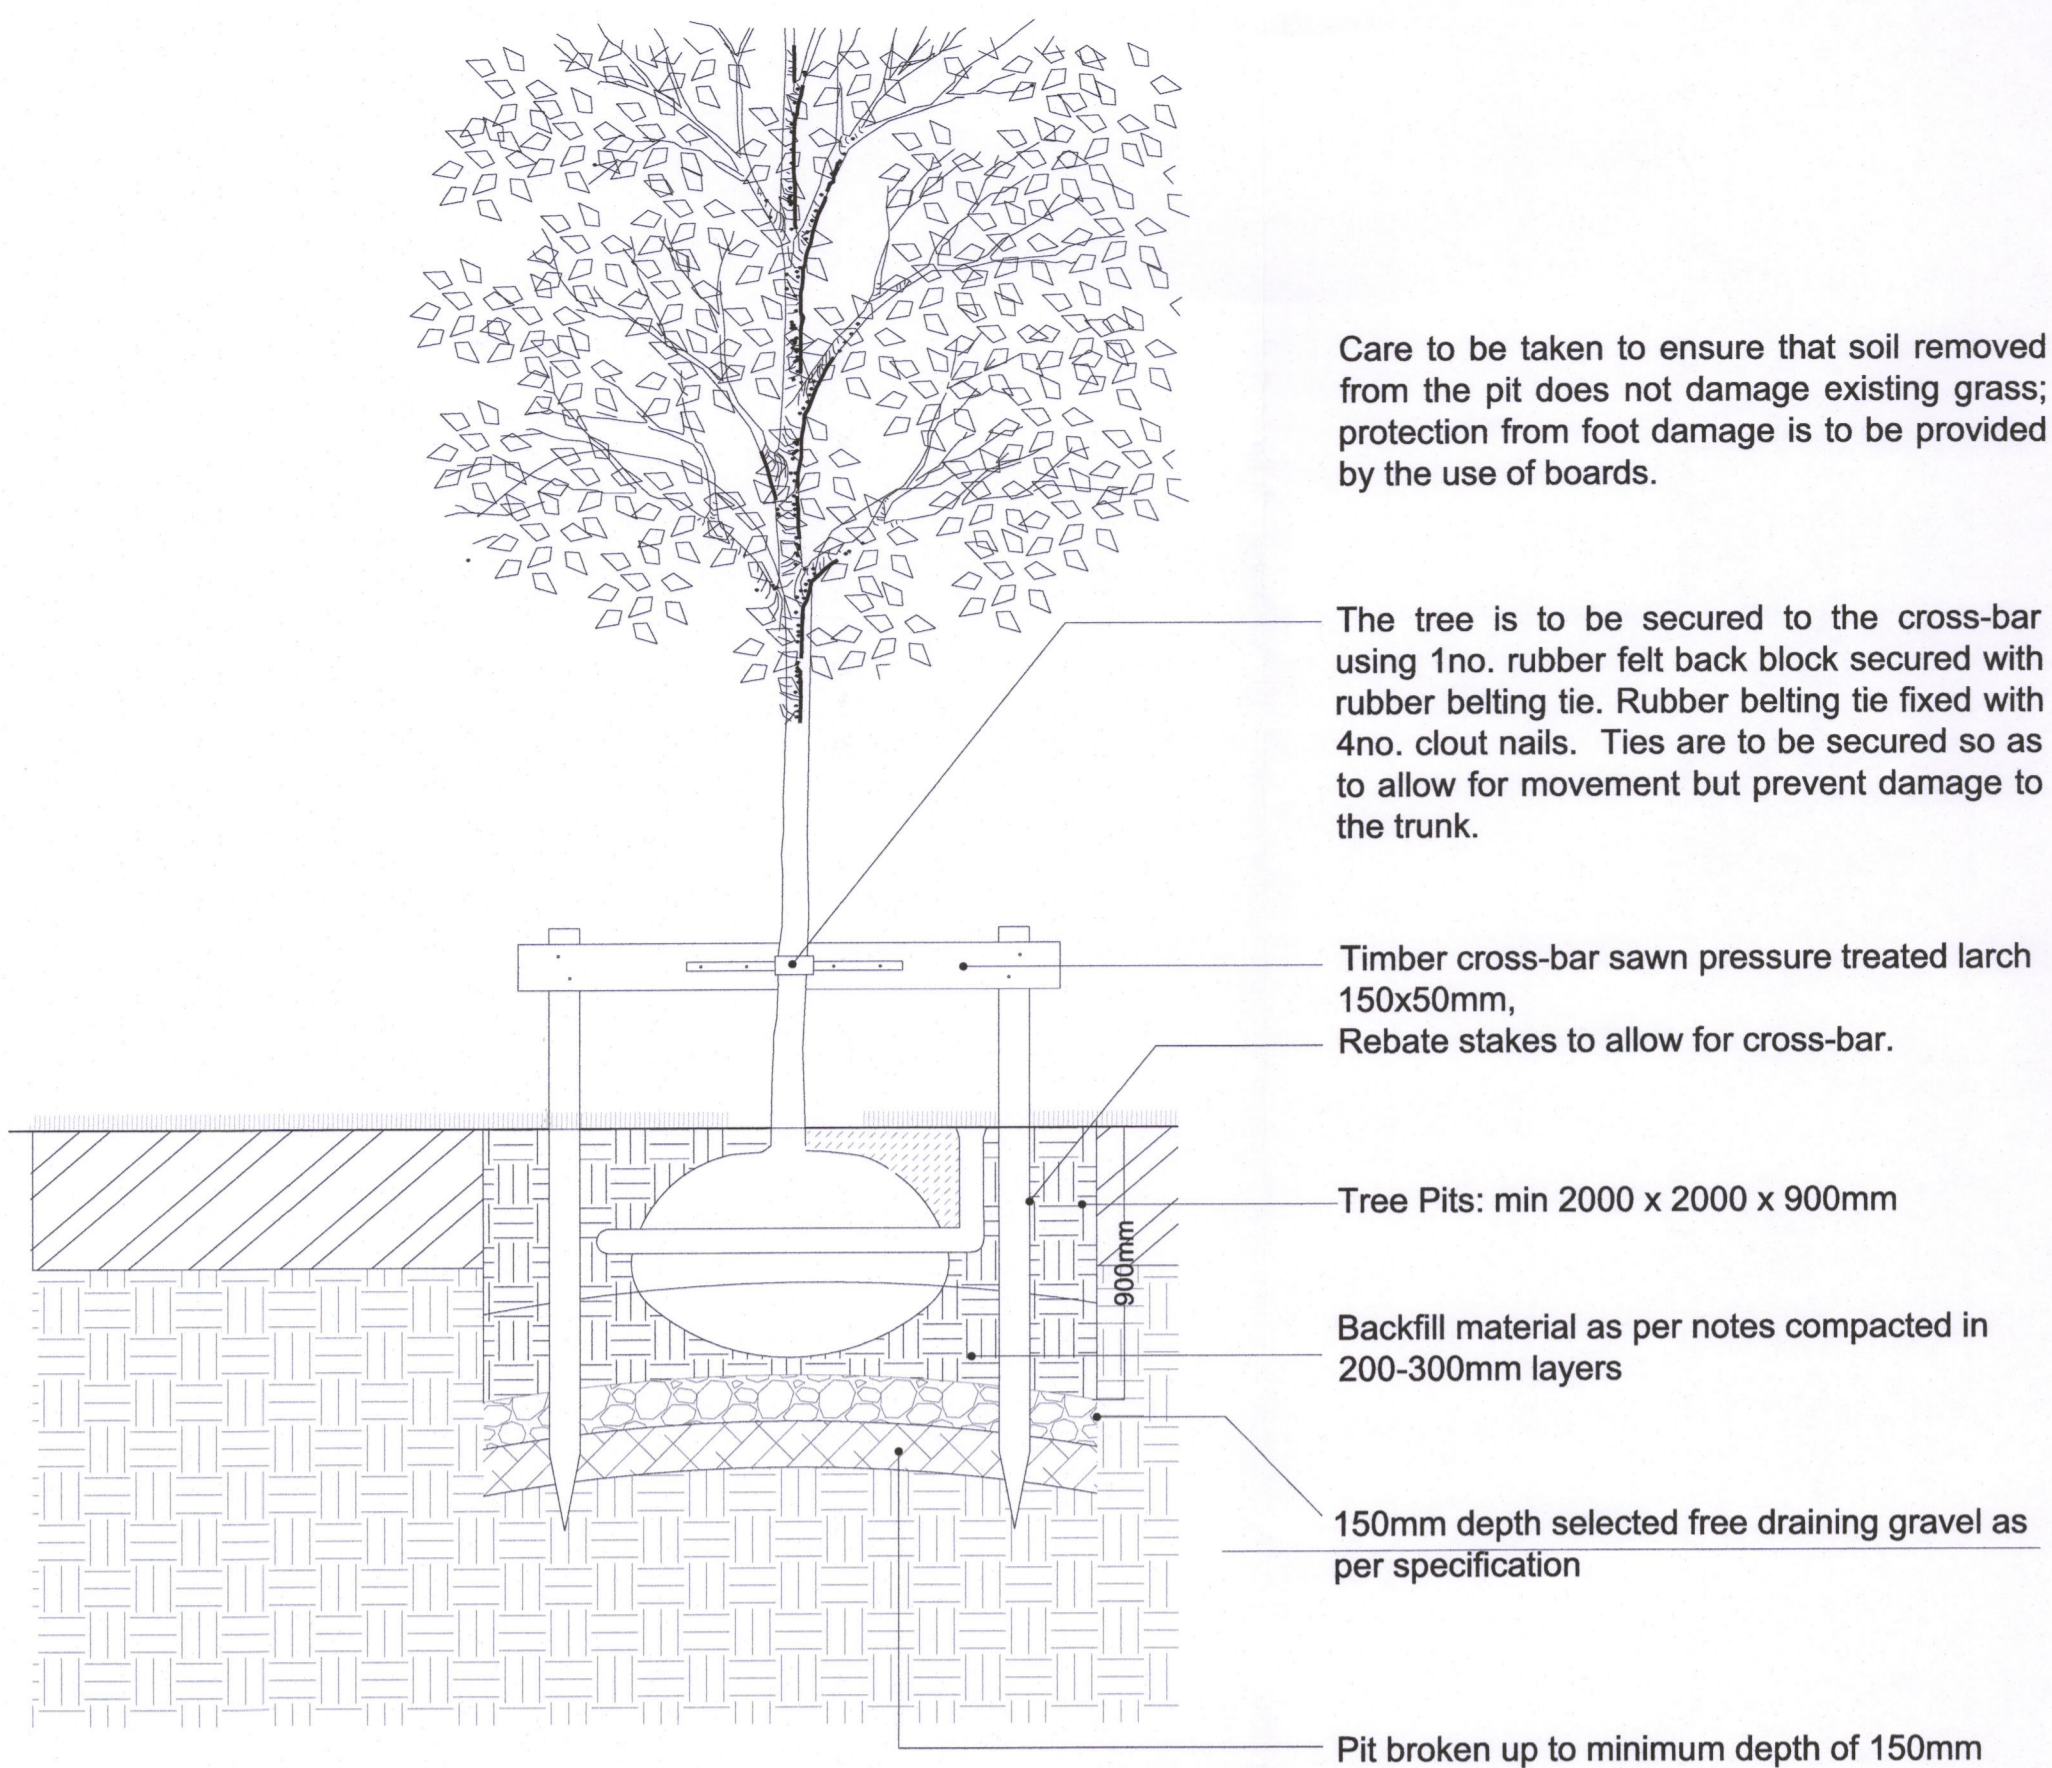 Care to be taken to ensure that soil removed
from the pit does not damage existing grass;
protection from foot damage is to be provided
by the use of boards.
The tree is to be secured to the cross-bar
using 1no. rubber felt back block secured with
rubber belting tie. Rubber belting tie fixed with
4no. clout nails.  Ties are to be secured so as
to allow for movement but prevent damage to
the trunk.
Timber cross-bar sawn pressure treated larch
150x50mm,
Rebate stakes to allow for cross-bar.
Tree Pits: min 2000 x 2000 x 900mm
900mm
Backfill material as per notes compacted in
200-300mm layers
150mm depth selected free draining gravel as
per specification
Pit broken up to minimum depth of 150mm